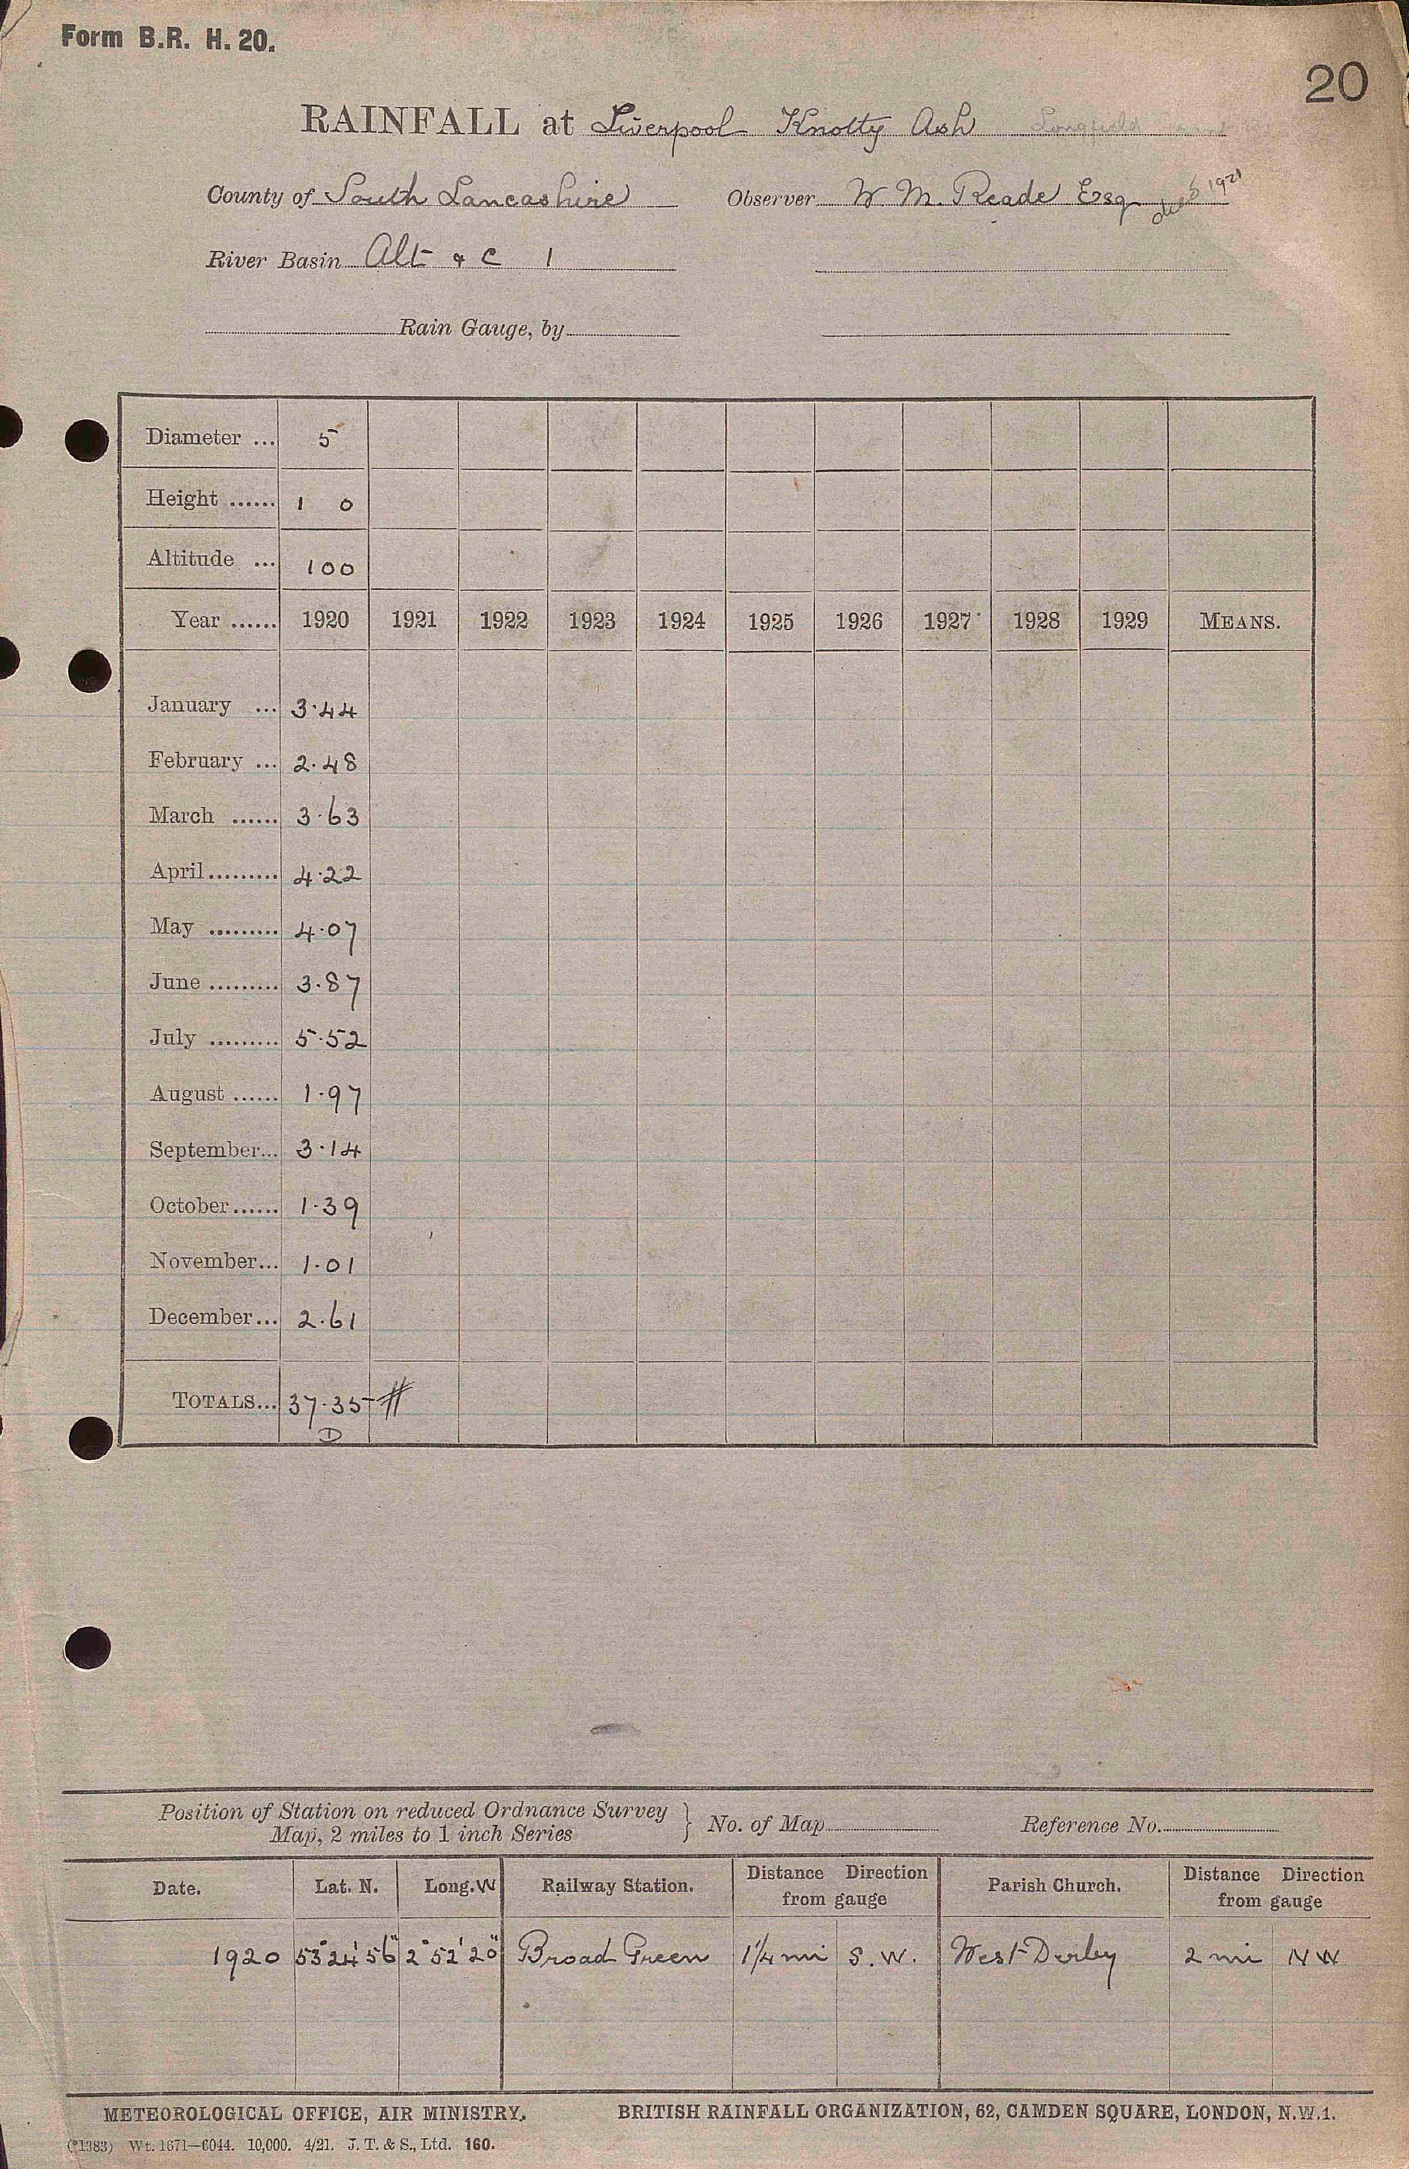 Form B.R. H. 20.
20
RAINFALL at Liverpool Knotty Ash Longfield
County of South Lancashire Observer W. M. Reade Esq died 1921
River Basin Alt & c 1
Rain Gauge, by
Diameter ... 5
Height ...... 1 0
Altitude ... 100
Year ...... 1920 1921 1922 1923 1924 1925 1926 1927 1928 1929 MEANS.
January ... 3.44
February ... 2.48
March ...... 3.63
April ......... 4.22
May ......... 4.07
June ......... 3.87
July ......... 5.52
August ...... 1.97
September... 3.14
October ...... 1.39
November... 1.01
December... 2.61
TOTALS... 37.35 #
D
Position of Station on reduced Ordnance Survey } No. of Map Reference No.
Map, 2 miles to 1 inch Series
Date. Lat. N. Long. W Railway Station. Distance Direction from gauge Parish Church. Distance Direction from gauge
1920 53°24'56" 2°52'20" Broad Green 1¼ mi S.W. West Derby 2 mi NW
METEOROLOGICAL OFFICE, AIR MINISTRY. BRITISH RAINFALL ORGANIZATION, 62, CAMDEN SQUARE, LONDON, N.W.1.
(*1383) Wt. 1671—6044. 10,000. 4/21. J. T. & S., Ltd. 160.